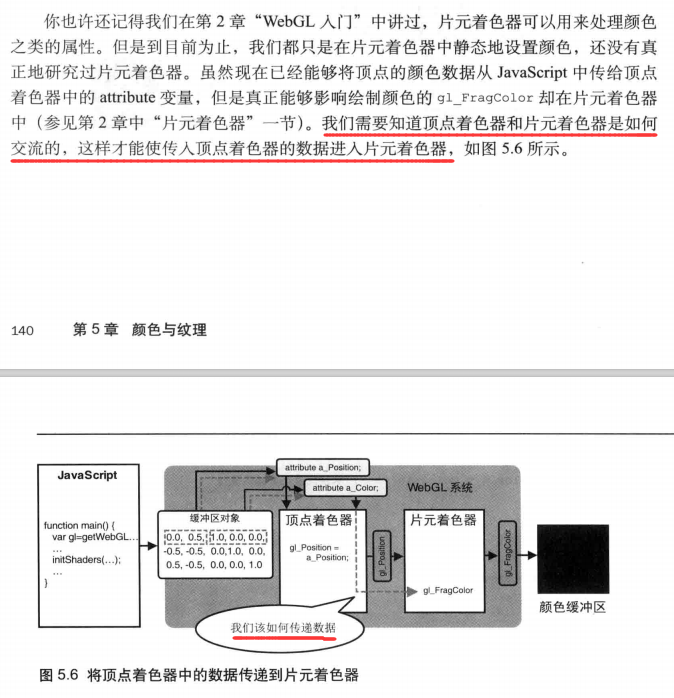 你也许还记得我们在第 2 章“WebGL 入门”中讲过，片元着色器可以用来处理颜色
之类的属性。但是到目前为止，我们都只是在片元着色器中静态地设置颜色，还没有真
正地研究过片元着色器。虽然现在已经能够将顶点的颜色数据从 JavaScript 中传给顶点
着色器中的 attribute 变量，但是真正能够影响绘制颜色的 gl_FragColor 却在片元着色器
中（参见第 2 章中“片元着色器”一节）。我们需要知道顶点着色器和片元着色器是如何
交流的，这样才能使传入顶点着色器的数据进入片元着色器，如图 5.6 所示。
140 第 5 章 颜色与纹理
JavaScript
function main() {
var gl=getWebGL...
...
initShaders(...);
...
}
缓冲区对象
0.0, 0.5, 1.0, 0.0, 0.0,
-0.5, -0.5, 0.0,1.0, 0.0,
0.5, -0.5, 0.0, 0.0, 1.0
attribute a_Position;
attribute a_Color;
WebGL 系统
顶点着色器
gl_Position =
a_Position;
gl_Position
片元着色器
gl_FragColor
gl_FragColor
颜色缓冲区
我们该如何传递数据
图 5.6 将顶点着色器中的数据传递到片元着色器